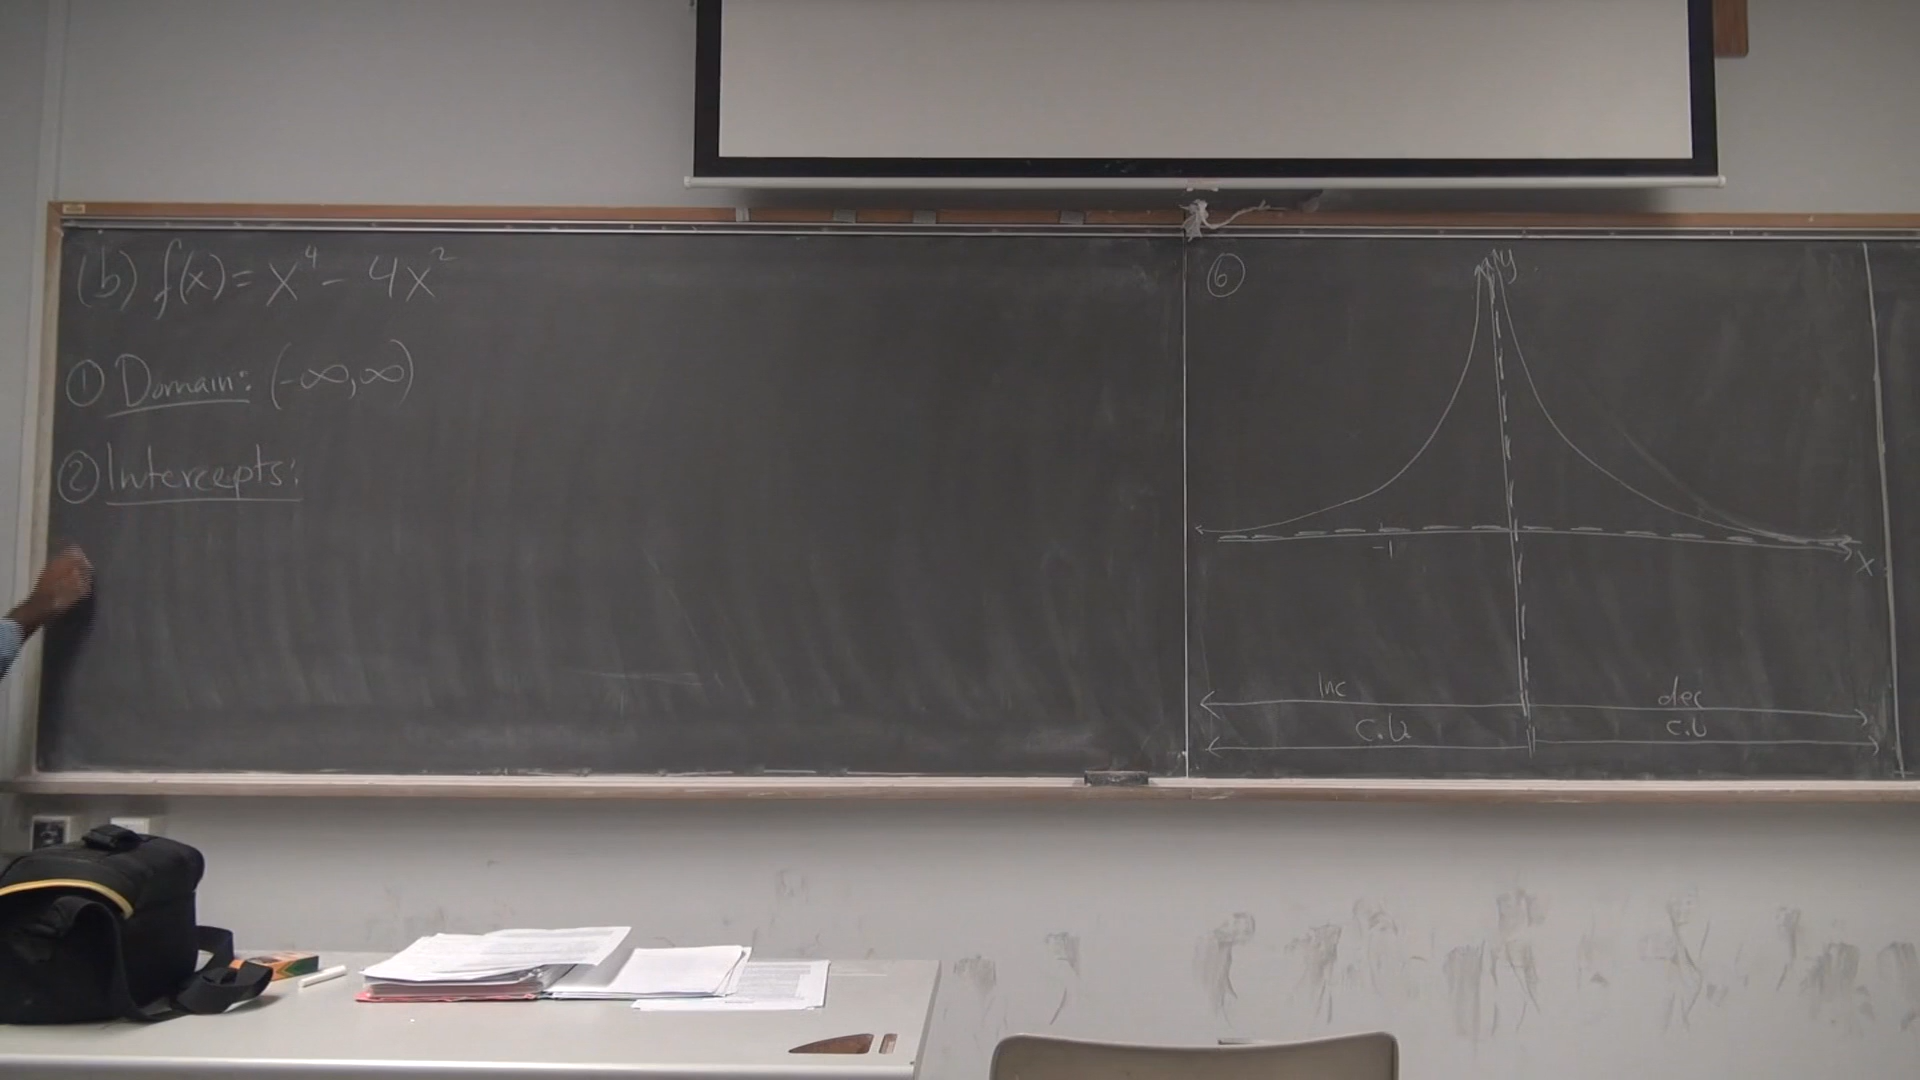 (b) f(x) = x⁴ - 4x²
① Domain: (-∞, ∞)
② Intercepts:
⑥
y
-1
x
Inc dec
C.U. C.U